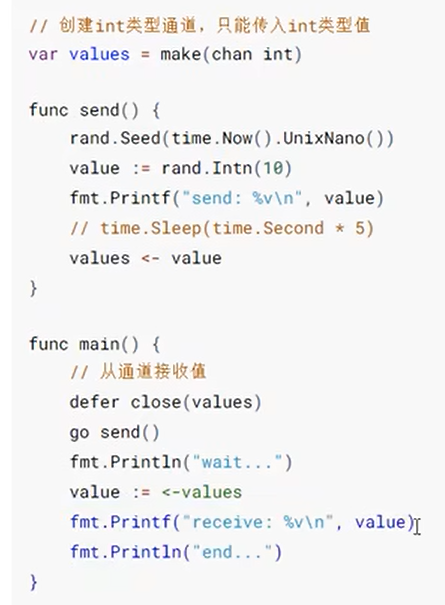 // 创建int类型通道，只能传入int类型值
var values = make(chan int)
func send() {
    rand.Seed(time.Now().UnixNano())
    value := rand.Intn(10)
    fmt.Printf("send: %v\n", value)
    // time.Sleep(time.Second * 5)
    values <- value
}
func main() {
    // 从通道接收值
    defer close(values)
    go send()
    fmt.Println("wait...")
    value := <-values
    fmt.Printf("receive: %v\n", value)
    fmt.Println("end...")
}